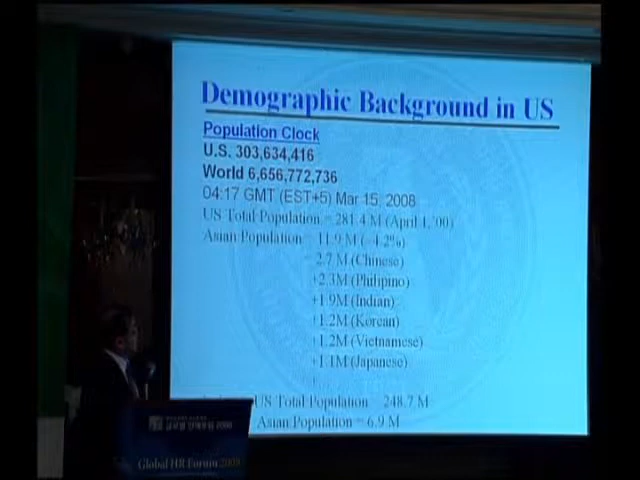 Demographic Background in US
Population Clock
U.S. 303,634,416
World 6,656,772,736
04:17 GMT (EST+5) Mar 15, 2008
US Total Population = 281.4 M (April 1,'00)
Asian Population = 11.9 M (~4.2%)
= 2.7 M (Chinese)
+2.3M (Philipino)
+1.9M (Indian)
+1.2M (Korean)
+1.2M (Vietnamese)
+1.1M (Japanese)
US Total Population = 248.7 M
Asian Population = 6.9 M
Global HR Forum 2008